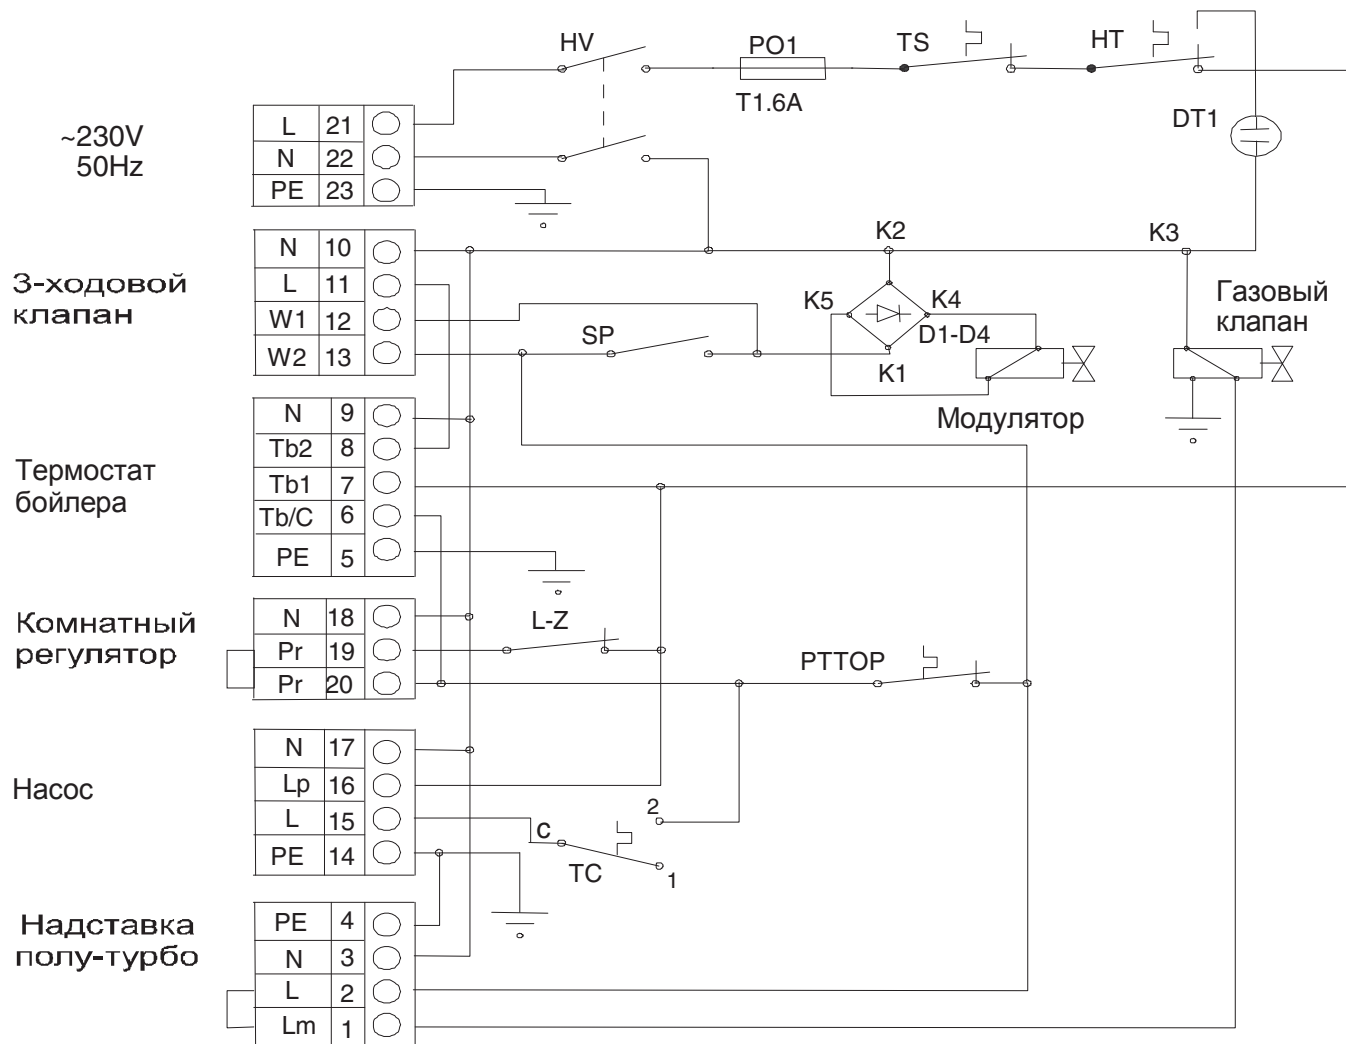 HV
PO1
TS
HT
T1.6A
DT1
~230V
50Hz
L 21
N 22
PE 23
3-ходовой
клапан
N 10
L 11
W1 12
W2 13
SP
K2
K3
K5
K4
D1-D4
K1
Модулятор
Газовый
клапан
Термостат
бойлера
N 9
Tb2 8
Tb1 7
Tb/C 6
PE 5
Комнатный
регулятор
N 18
Pr 19
Pr 20
L-Z
PTTOP
Насос
N 17
Lp 16
L 15
PE 14
c
2
TC
1
Надставка
полу-турбо
PE 4
N 3
L 2
Lm 1